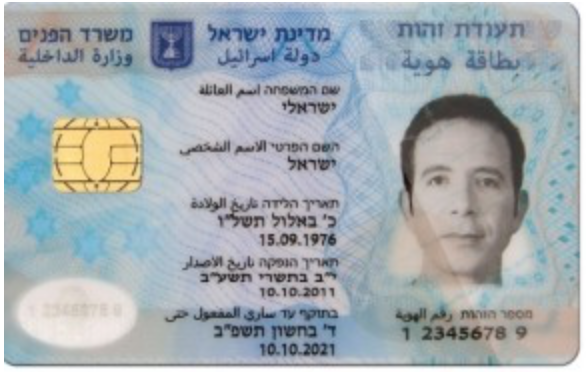 תעודת זהות
بطاقة هوية
מדינת ישראל
دولة اسرائيل
משרד הפנים
وزارة الداخلية
שם המשפחה اسم العائلة
ישראלי
השם הפרטי الاسم الشخصي
ישראל
תאריך הלידה تاريخ الولادة
כ' באלול תשל"ו
15.09.1976
תאריך הנפקה تاريخ الاصدار
י"ב בתשרי תשע"ב
10.10.2011
בתוקף עד ساري المفعول حتى
ד' בחשון תשפ"ב
10.10.2021
מספר הזהות رقم الهوية
1 2345678 9
1 2345678 9